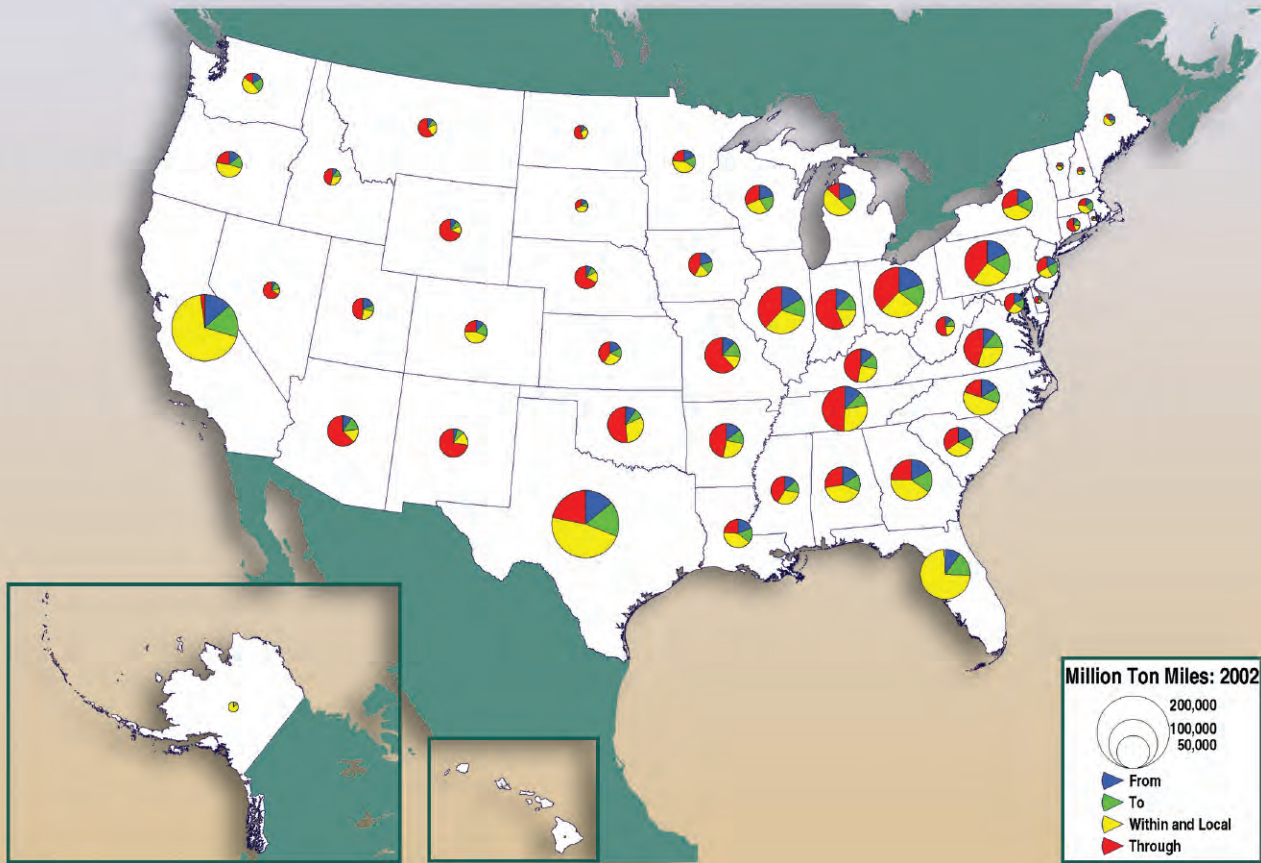 Million Ton Miles: 2002
200,000
100,000
50,000
From
To
Within and Local
Through